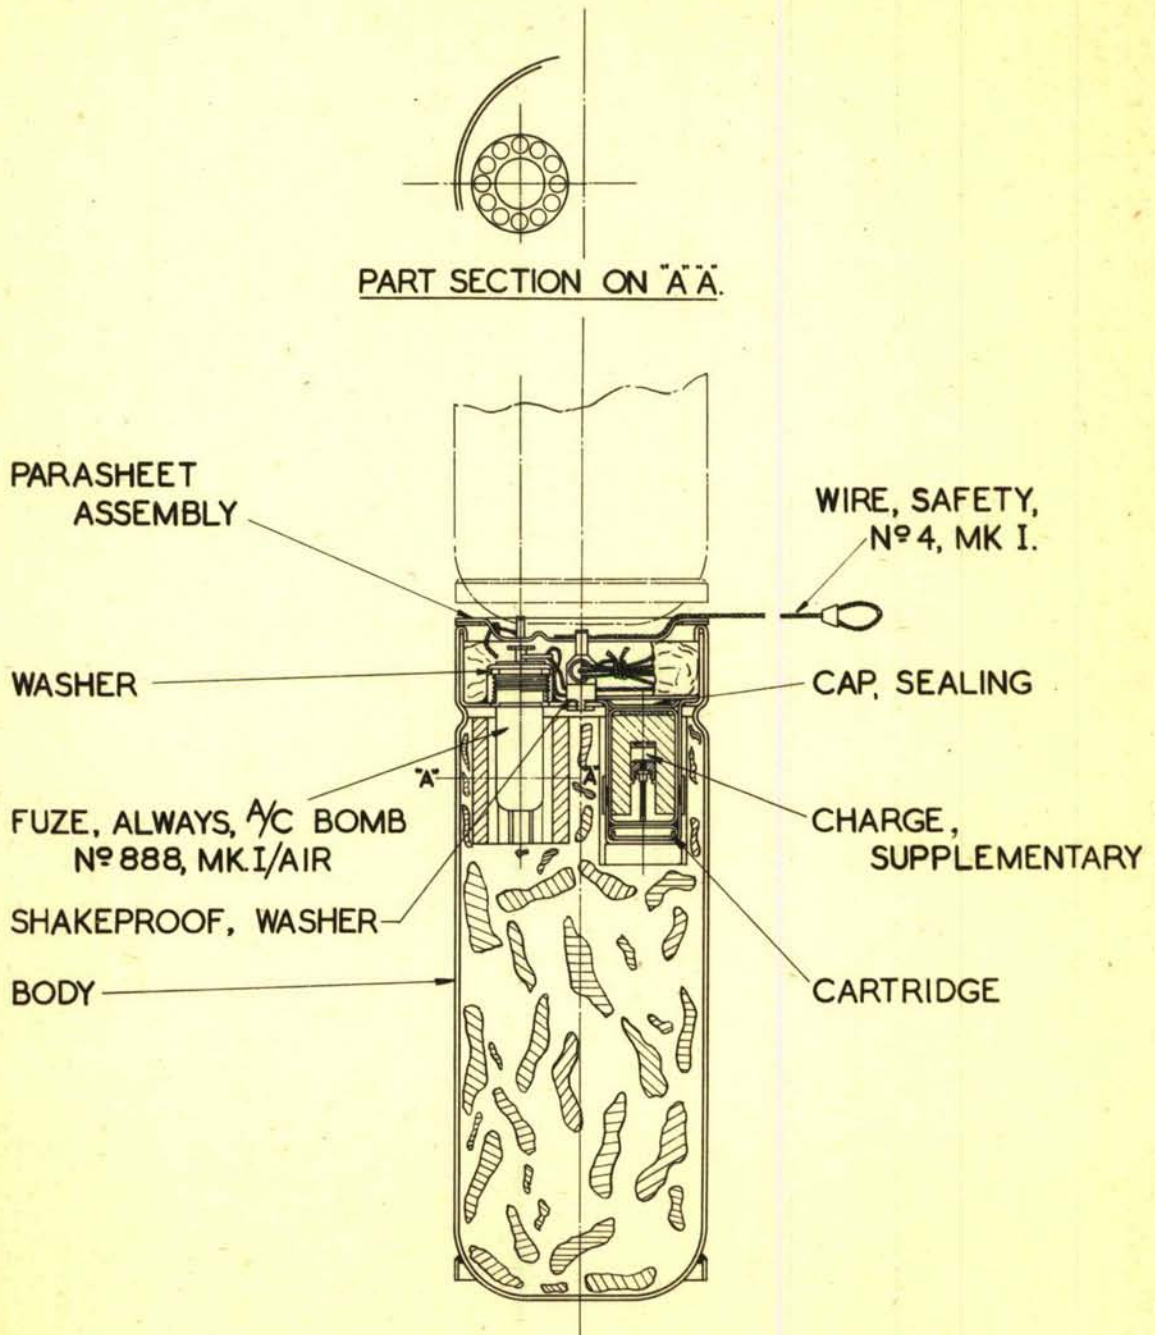 PART SECTION ON "A" "A".
PARASHEET
ASSEMBLY
WIRE, SAFETY,
Nº 4, MK I.
WASHER
CAP, SEALING
"A"
"A"
FUZE, ALWAYS, A/C BOMB
Nº 888, MK.I/AIR
CHARGE,
SUPPLEMENTARY
SHAKEPROOF, WASHER
BODY
CARTRIDGE